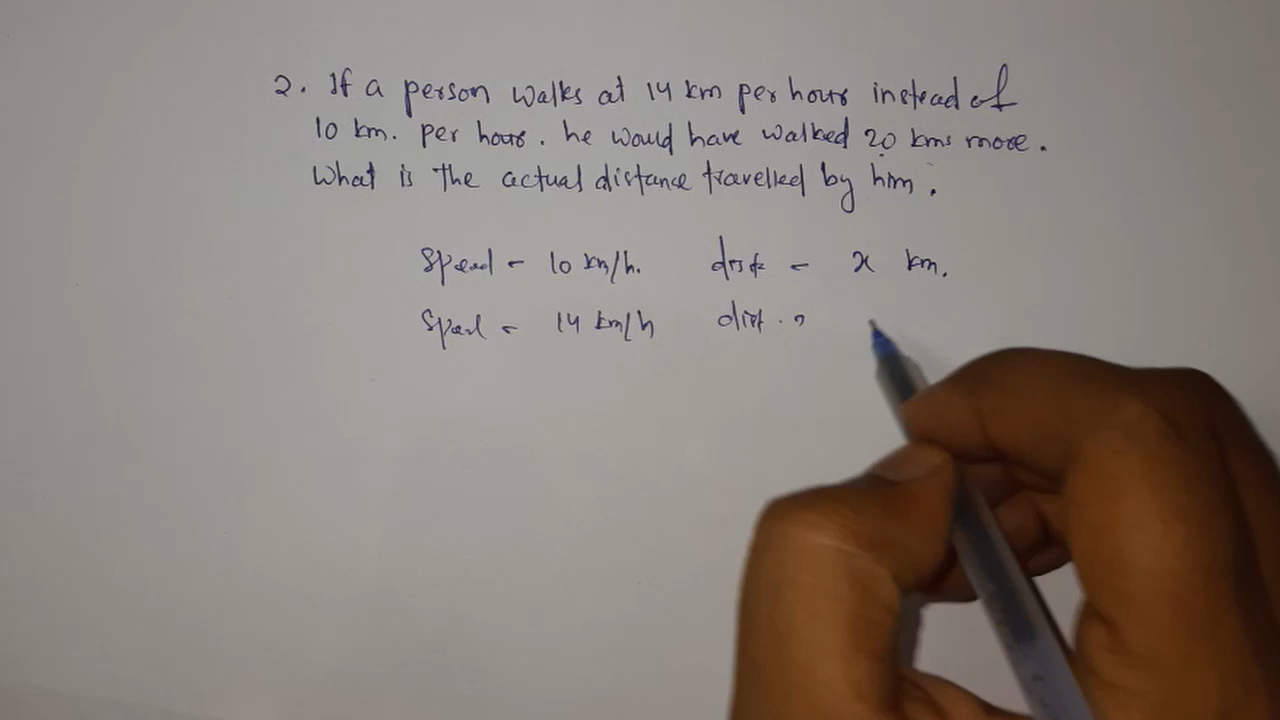 2. If a person walks at 14 km per hours instead of
10 km. per hours. he would have walked 20 kms more.
What is the actual distance travelled by him.
Speed - 10 km/h. dist - x km.
Speed - 14 km/h dist. -